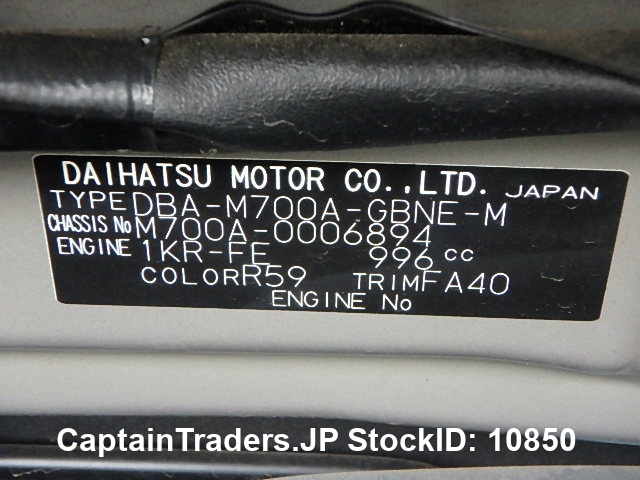 DAIHATSU MOTOR CO.,LTD. JAPAN
TYPE DBA-M700A-GBNE-M
CHASSIS No M700A-0006894
ENGINE 1KR-FE 996 cc
COLOR R59 TRIM FA40
ENGINE No
CaptainTraders.JP StockID: 10850